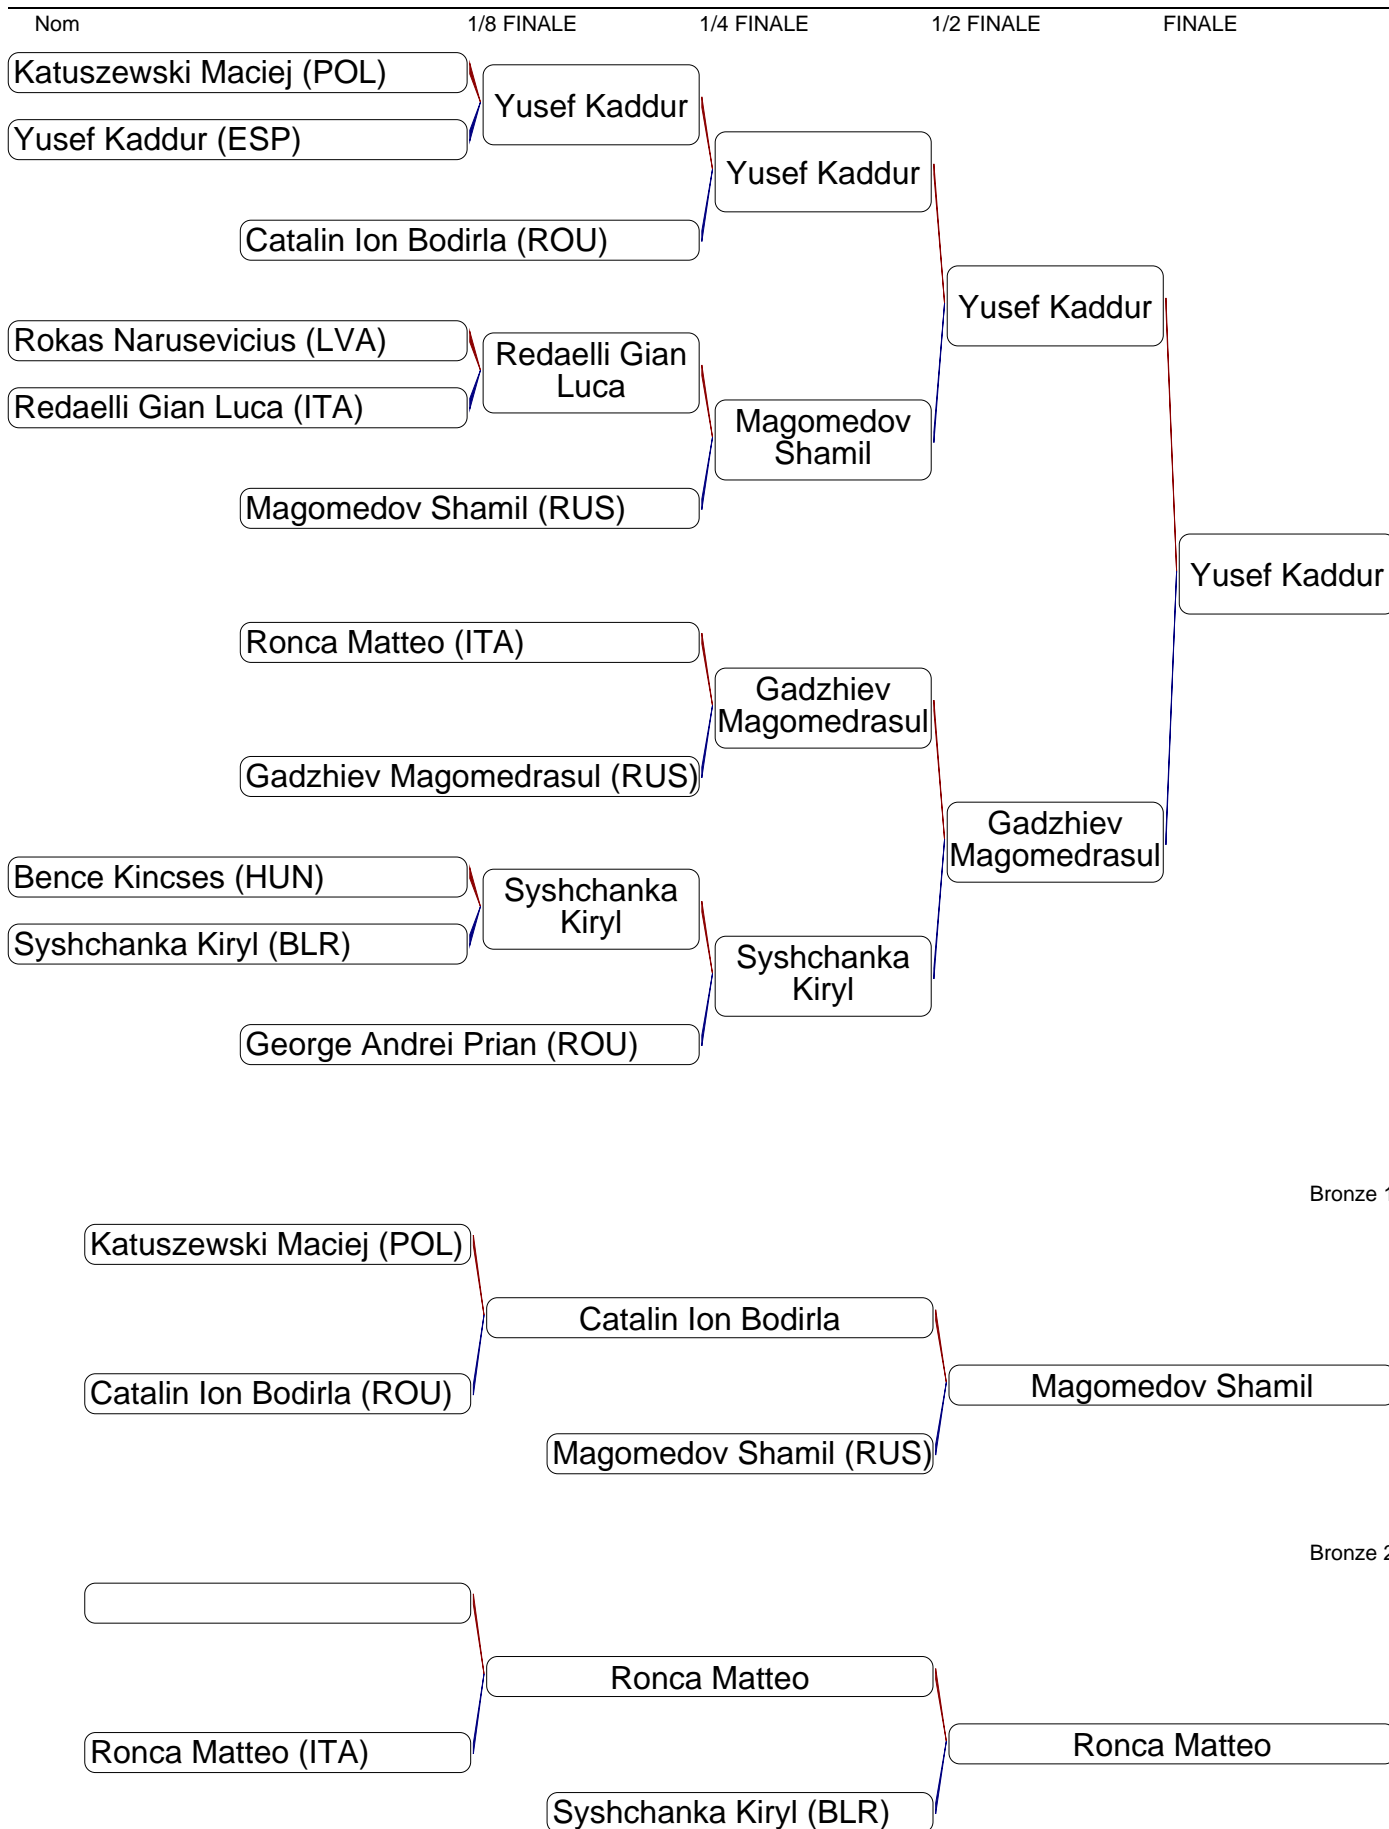 Nom 1/8 FINALE 1/4 FINALE 1/2 FINALE FINALE
Katuszewski Maciej (POL)
Yusef Kaddur
Yusef Kaddur (ESP)
Yusef Kaddur
Catalin Ion Bodirla (ROU)
Yusef Kaddur
Rokas Narusevicius (LVA)
Redaelli Gian
Luca
Redaelli Gian Luca (ITA)
Magomedov
Shamil
Magomedov Shamil (RUS)
Yusef Kaddur
Ronca Matteo (ITA)
Gadzhiev
Magomedrasul
Gadzhiev Magomedrasul (RUS)
Gadzhiev
Magomedrasul
Bence Kincses (HUN)
Syshchanka
Kiryl
Syshchanka Kiryl (BLR)
Syshchanka
Kiryl
George Andrei Prian (ROU)
Bronze 1
Katuszewski Maciej (POL)
Catalin Ion Bodirla
Catalin Ion Bodirla (ROU)
Magomedov Shamil
Magomedov Shamil (RUS)
Bronze 2
Ronca Matteo
Ronca Matteo (ITA)
Ronca Matteo
Syshchanka Kiryl (BLR)